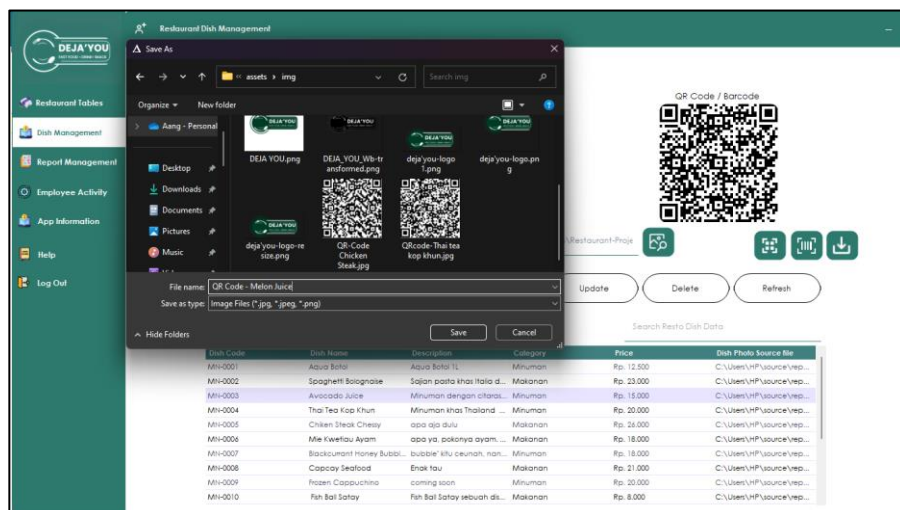 DEJA'YOU
Restaurant Dish Management
Restaurant Tables
Dish Management
Report Management
Employee Activity
App Information
Help
Log Out
Save As
assets > img
Search img
Organize
New folder
Aang - Personal
Desktop
Downloads
Documents
Pictures
Music
DEJA YOU.png
DEJA_YOU_Wb-tr
ansformed.png
deja'you-logo
1.png
deja'you-logo.pn
g
deja'you-logo-re
size.png
QR-Code
Chicken
Steak.jpg
QRcode-Thai tea
kop khun.jpg
File name: QR Code - Melon Juice
Save as type: Image Files (*.jpg, *.jpeg, *.png)
Hide Folders
Save
Cancel
QR Code / Barcode
\Restaurant-Proje
Update
Delete
Refresh
Search Resto Dish Data
Dish Code Dish Name Description Category Price Dish Photo Source file
MN-0001 Aqua Botol Aqua Botol 1L Minuman Rp. 12.500 C:\Users\HP\source\rep...
MN-0002 Spaghetti Bolognaise Sajian pasta khas Italia d... Makanan Rp. 23.000 C:\Users\HP\source\rep...
MN-0003 Avocado Juice Minuman dengan citaras... Minuman Rp. 15.000 C:\Users\HP\source\rep...
MN-0004 Thai Tea Kop Khun Minuman khas Thailand ... Minuman Rp. 20.000 C:\Users\HP\source\rep...
MN-0005 Chiken Steak Chessy apa aja dulu Makanan Rp. 26.000 C:\Users\HP\source\rep...
MN-0006 Mie Kwetiau Ayam apa ya, pokonya ayam. ... Makanan Rp. 18.000 C:\Users\HP\source\rep...
MN-0007 Blackcurrant Honey Bubbl... bubble' kitu ceunah, nan... Minuman Rp. 18.000 C:\Users\HP\source\rep...
MN-0008 Capcay Seafood Enak tau Makanan Rp. 21.000 C:\Users\HP\source\rep...
MN-0009 Frozen Cappuchino coming soon Minuman Rp. 20.000 C:\Users\HP\source\rep...
MN-0010 Fish Ball Satay Fish Ball Satay sebuah dis... Makanan Rp. 8.000 C:\Users\HP\source\rep...